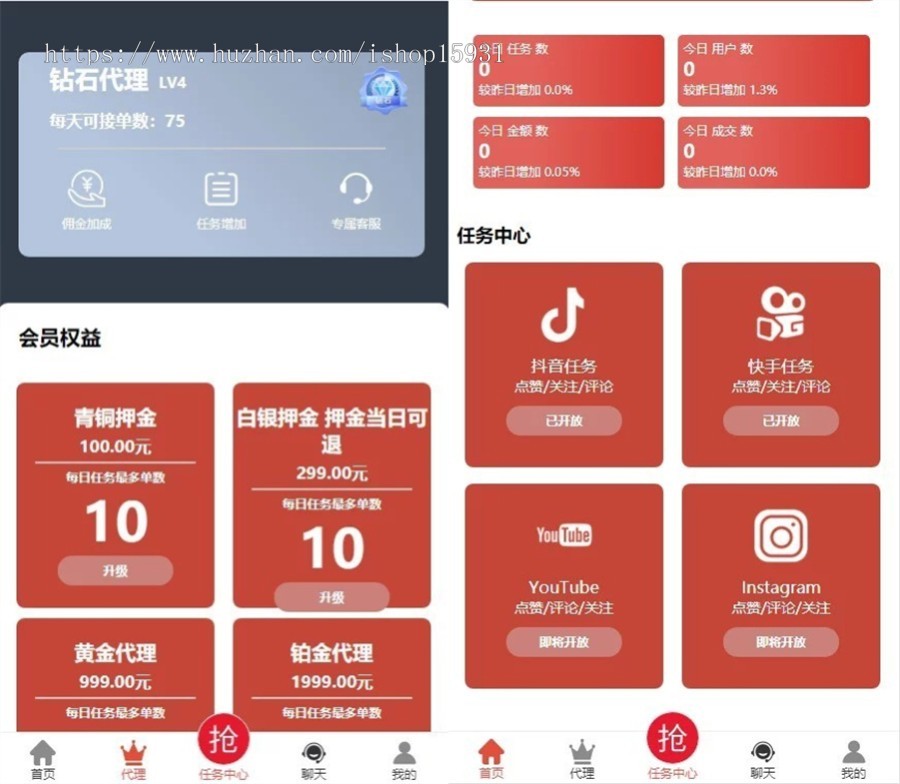 https://www.huzhan.com/ishop15931
钻石代理 LV4
每天可接单数：75
钻石
佣金加成
任务增加
专属客服
会员权益
青铜押金
100.00元
每日任务最多单数
10
升级
白银押金 押金当日可
退
299.00元
每日任务最多单数
10
升级
黄金代理
999.00元
每日任务最多单数
铂金代理
1999.00元
每日任务最多单数
首页
代理
抢
任务中心
聊天
我的
任务 数
0
较昨日增加 0.0%
今日 用户 数
0
较昨日增加 1.3%
今日 金额 数
0
较昨日增加 0.05%
今日 成交 数
0
较昨日增加 0.0%
任务中心
抖音任务
点赞/关注/评论
已开放
快手任务
点赞/关注/评论
已开放
YouTube
YouTube
点赞/评论/关注
即将开放
Instagram
点赞/评论/关注
即将开放
首页
代理
抢
任务中心
聊天
我的